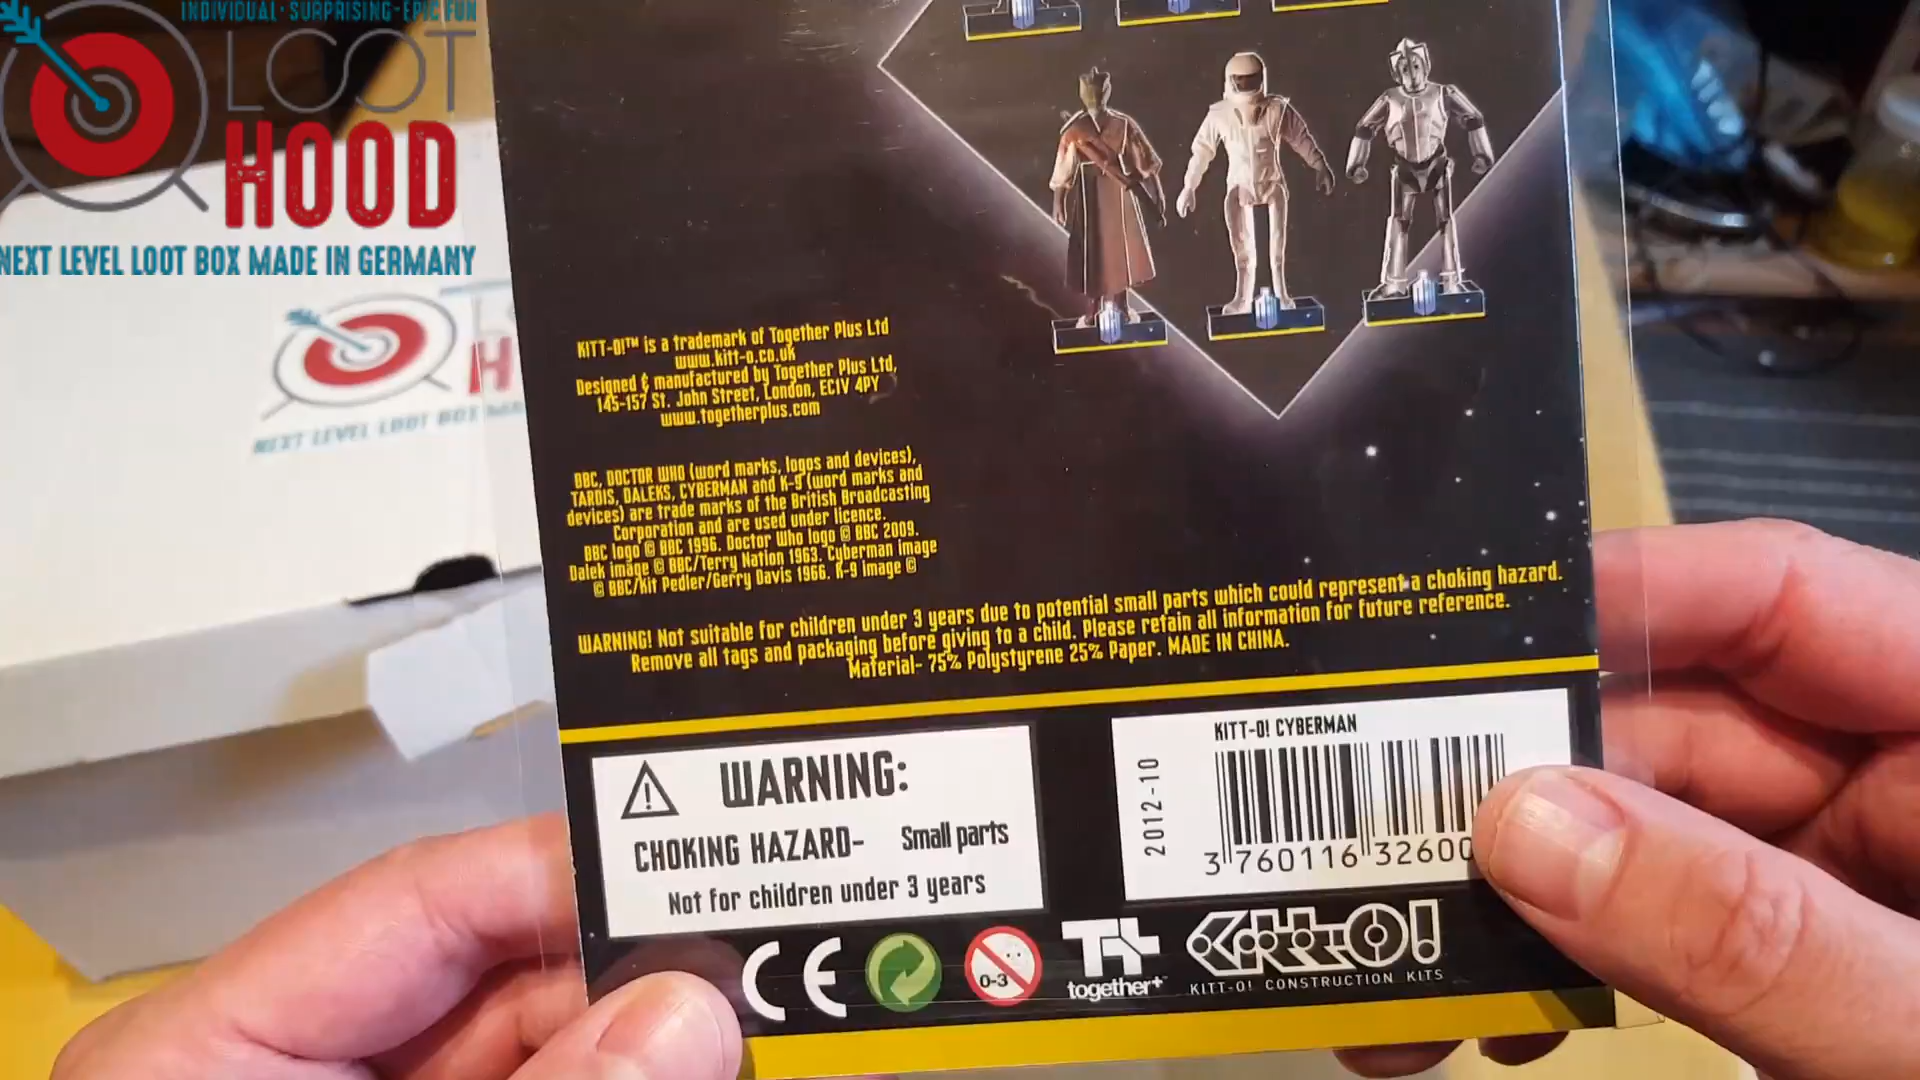 INDIVIDUAL · SURPRISING · EPIC FUN
LOOT
HOOD
NEXT LEVEL LOOT BOX MADE IN GERMANY
H
NEXT LEVEL LOOT BOX
KITT-O!™ is a trademark of Together Plus Ltd
www.kitt-o.co.uk
Designed & manufactured by Together Plus Ltd,
145-157 St. John Street, London, EC1V 4PY
www.togetherplus.com
BBC, DOCTOR WHO (word marks, logos and devices),
TARDIS, DALEKS, CYBERMAN and K-9 (word marks and
devices) are trade marks of the British Broadcasting
Corporation and are used under licence.
BBC logo © BBC 1996. Doctor Who logo © BBC 2009.
Dalek image © BBC/Terry Nation 1963. Cyberman image
© BBC/Kit Pedler/Gerry Davis 1966. K-9 image ©
WARNING! Not suitable for children under 3 years due to potential small parts which could represent a choking hazard.
Remove all tags and packaging before giving to a child. Please retain all information for future reference.
Material- 75% Polystyrene 25% Paper. MADE IN CHINA.
WARNING:
CHOKING HAZARD- Small parts
Not for children under 3 years
KITT-O! CYBERMAN
2012-10
3 760116 32600
CE
0-3
T+
together+
Kitt-O!
KITT-O! CONSTRUCTION KITS